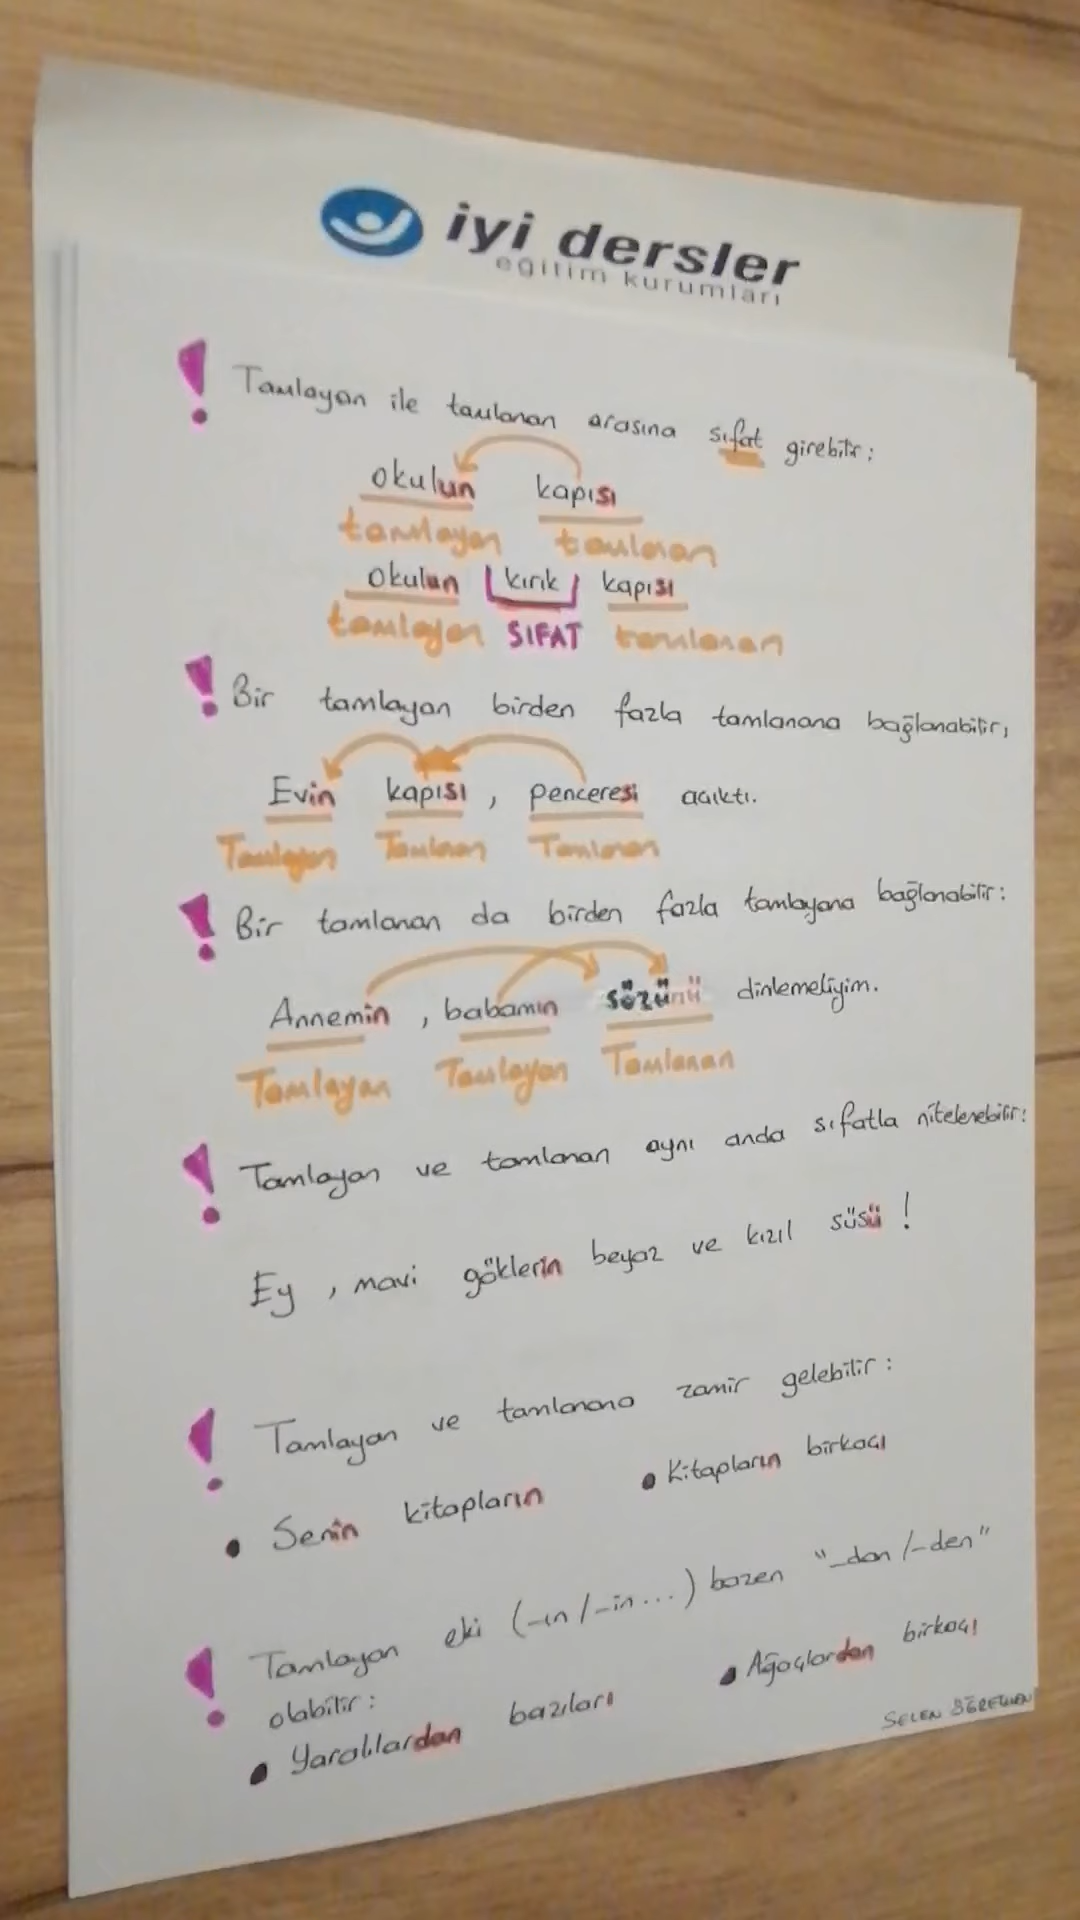 iyi dersler
eğitim kurumları
! Tamlayan ile tamlanan arasına sıfat girebilir:
okulun kapısı
tamlayan tamlanan
okulun kırık kapısı
tamlayan SIFAT tamlanan
! Bir tamlayan birden fazla tamlanana bağlanabilir;
Evin kapısı, penceresi açıktı.
Tamlayan Tamlanan Tamlanan
! Bir tamlanan da birden fazla tamlayana bağlanabilir:
Annemin, babamın sözünü dinlemeliyim.
Tamlayan Tamlayan Tamlanan
! Tamlayan ve tamlanan aynı anda sıfatla nitelenebilir:
Ey, mavi göklerin beyaz ve kızıl süsü!
! Tamlayan ve tamlanana zamir gelebilir:
• Senin kitapların • Kitapların birkaçı
! Tamlayan eki (-ın/-in...) bazen "-dan/-den"
olabilir:
• Yaralılardan bazıları • Ağaçlardan birkaçı
SELEN ÖĞRETMEN